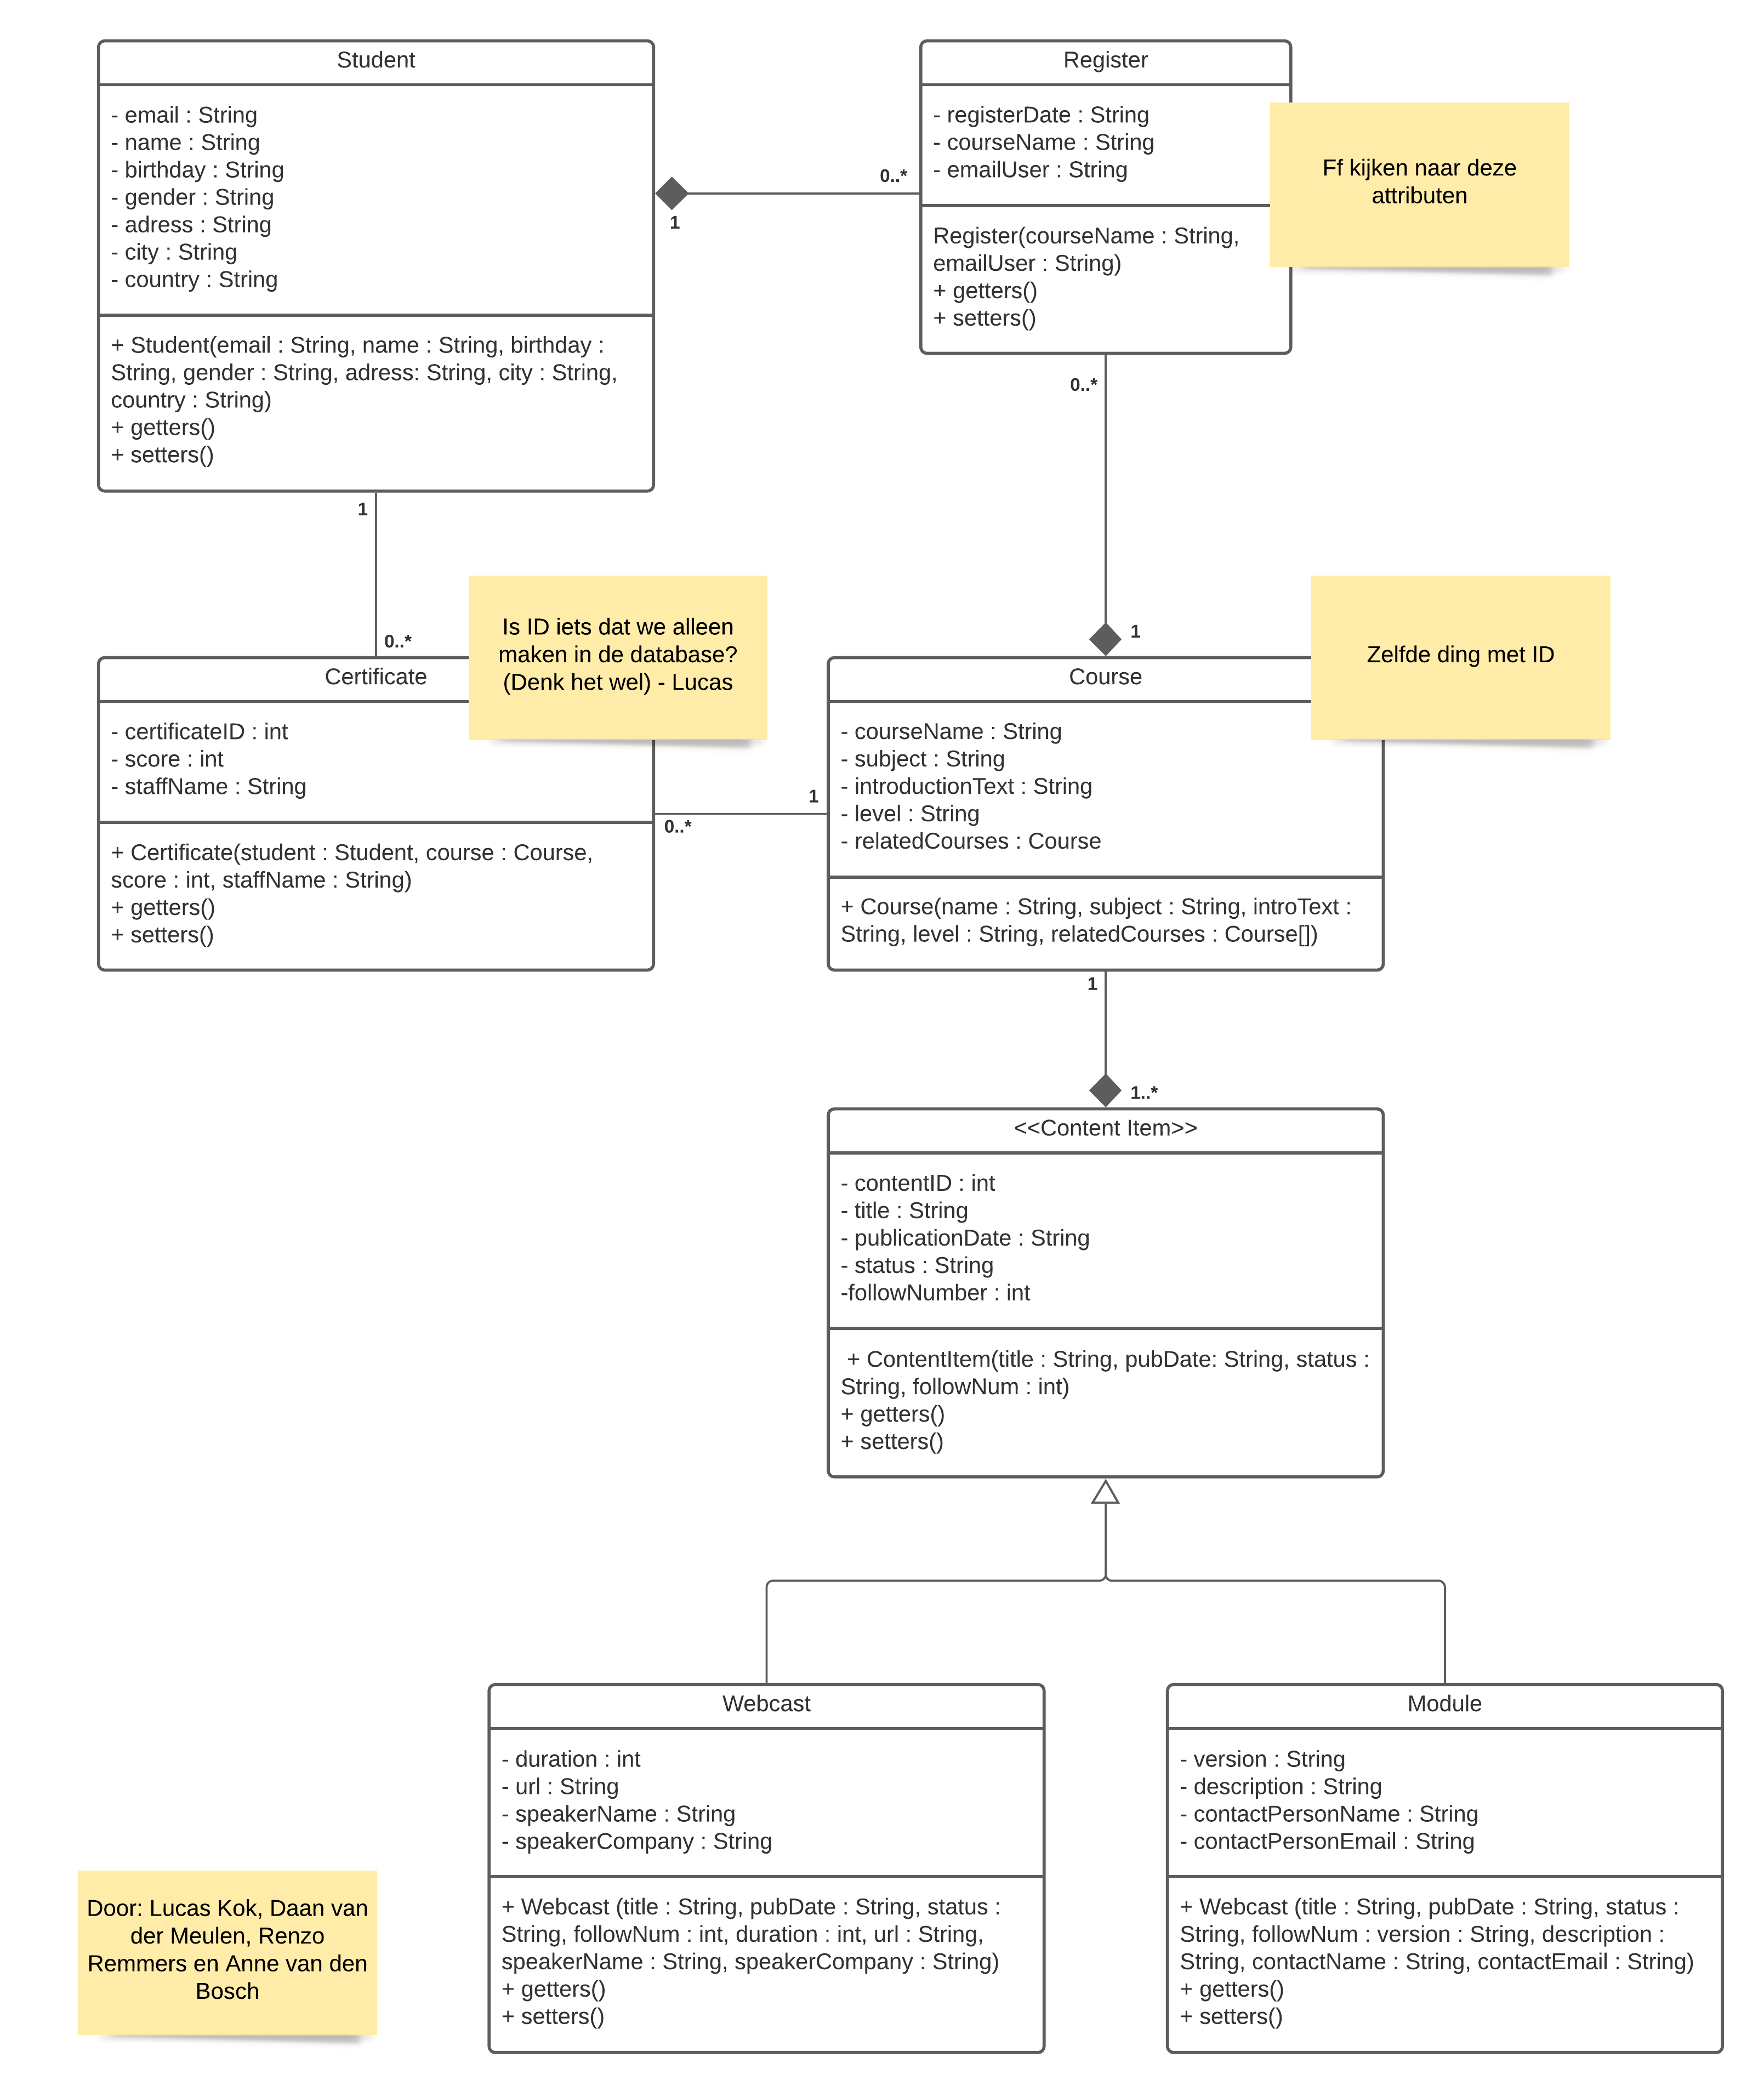 Student
- email : String
- name : String
- birthday : String
- gender : String
- adress : String
- city : String
- country : String
+ Student(email : String, name : String, birthday :
String, gender : String, adress: String, city : String,
country : String)
+ getters()
+ setters()
1
0..*
1
0..*
Register
- registerDate : String
- courseName : String
- emailUser : String
Register(courseName : String,
emailUser : String)
+ getters()
+ setters()
Ff kijken naar deze
attributen
0..*
1
Certificate
- certificateID : int
- score : int
- staffName : String
+ Certificate(student : Student, course : Course,
score : int, staffName : String)
+ getters()
+ setters()
Is ID iets dat we alleen
maken in de database?
(Denk het wel) - Lucas
1
0..*
Course
- courseName : String
- subject : String
- introductionText : String
- level : String
- relatedCourses : Course
+ Course(name : String, subject : String, introText :
String, level : String, relatedCourses : Course[])
Zelfde ding met ID
1
1..*
<<Content Item>>
- contentID : int
- title : String
- publicationDate : String
- status : String
-followNumber : int
+ ContentItem(title : String, pubDate: String, status :
String, followNum : int)
+ getters()
+ setters()
Webcast
- duration : int
- url : String
- speakerName : String
- speakerCompany : String
+ Webcast (title : String, pubDate : String, status :
String, followNum : int, duration : int, url : String,
speakerName : String, speakerCompany : String)
+ getters()
+ setters()
Module
- version : String
- description : String
- contactPersonName : String
- contactPersonEmail : String
+ Webcast (title : String, pubDate : String, status :
String, followNum : version : String, description :
String, contactName : String, contactEmail : String)
+ getters()
+ setters()
Door: Lucas Kok, Daan van
der Meulen, Renzo
Remmers en Anne van den
Bosch